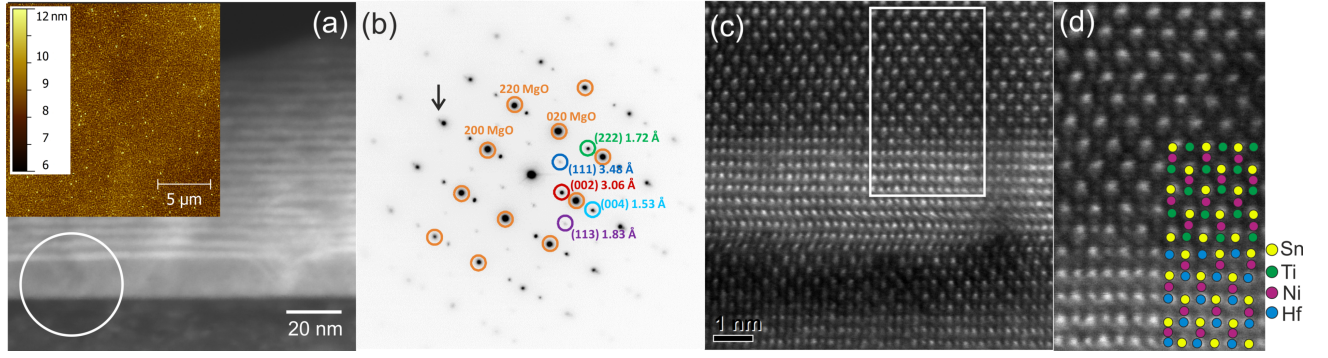 12 nm
10
9
8
7
6
5 µm
(a)
20 nm
(b)
220 MgO
020 MgO
200 MgO
(222) 1.72 Å
(111) 3.48 Å
(002) 3.06 Å
(004) 1.53 Å
(113) 1.83 Å
(c)
1 nm
(d)
Sn
Ti
Ni
Hf